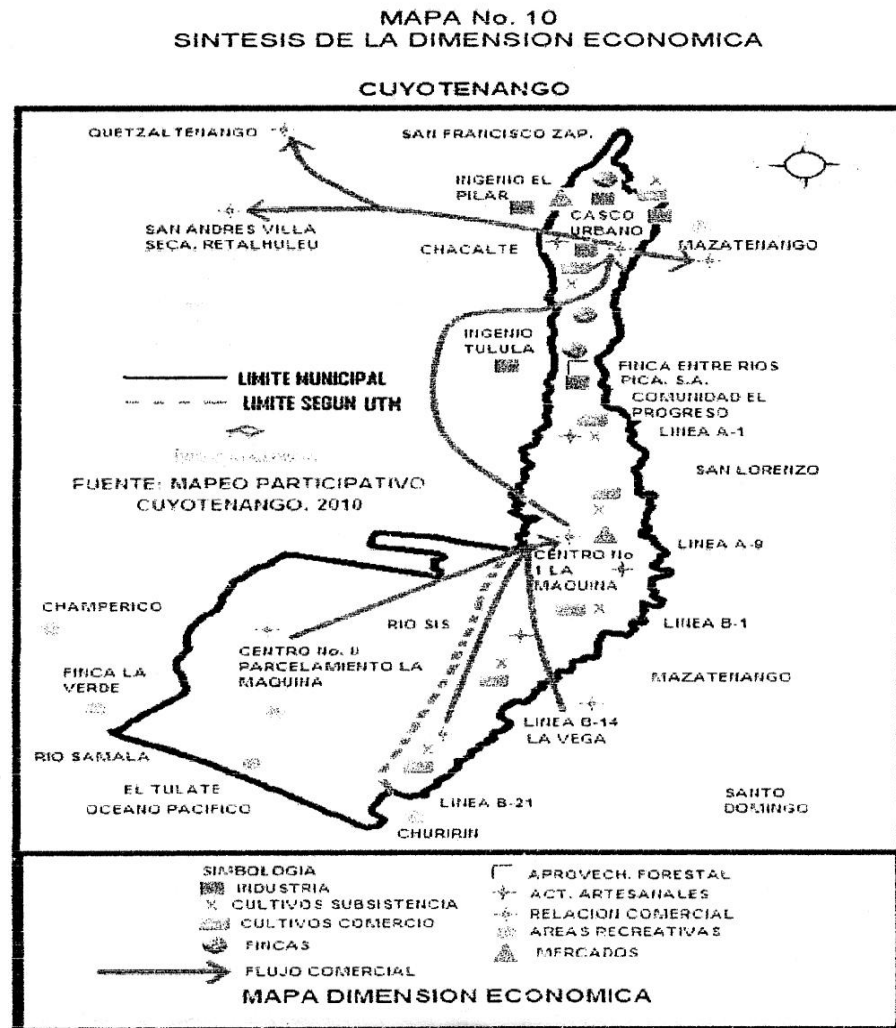 MAPA No. 10
SINTESIS DE LA DIMENSION ECONOMICA
CUYOTENANGO
QUETZALTENANGO
SAN FRANCISCO ZAP.
INGENIO EL
PILAR
CASCO
URBANO
SAN ANDRES VILLA
SECA. RETALHULEU
CHACALTE
MAZATENANGO
INGENIO
TULULA
FINCA ENTRE RIOS
PICA. S.A.
COMUNIDAD EL
PROGRESO
LINEA A-1
LIMITE MUNICIPAL
LIMITE SEGUN UTM
FUENTE: MAPEO PARTICIPATIVO
CUYOTENANGO. 2010
SAN LORENZO
LINEA A-9
CENTRO No
1 LA
MAQUINA
CHAMPERICO
RIO SIS
LINEA B-1
CENTRO No. II
PARCELAMIENTO LA
MAQUINA
FINCA LA
VERDE
MAZATENANGO
LINEA B-14
LA VEGA
RIO SAMALA
EL TULATE
OCEANO PACIFICO
LINEA B-21
CHURIRIN
SANTO
DOMINGO
SIMBOLOGIA
INDUSTRIA
CULTIVOS SUBSISTENCIA
CULTIVOS COMERCIO
FINCAS
FLUJO COMERCIAL
APROVECH. FORESTAL
ACT. ARTESANALES
RELACION COMERCIAL
AREAS RECREATIVAS
MERCADOS
MAPA DIMENSION ECONOMICA